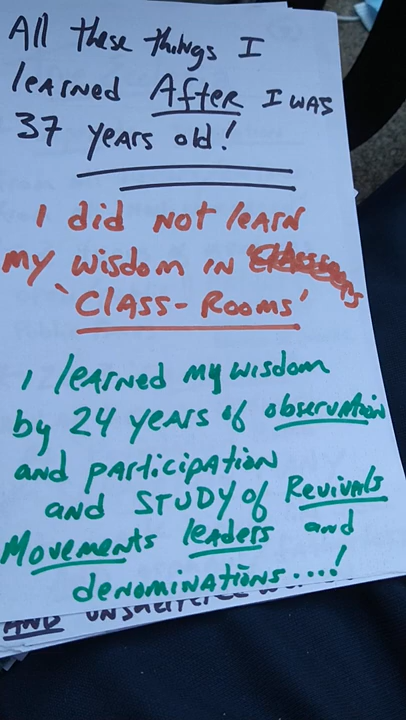 All these things I
learned After I was
37 years old!
I did not learn
my wisdom in
'Class-Rooms'
I learned my wisdom
by 24 years of observation
and participation
and STUDY of Revivals
Movements leaders and
denominations....!
AND